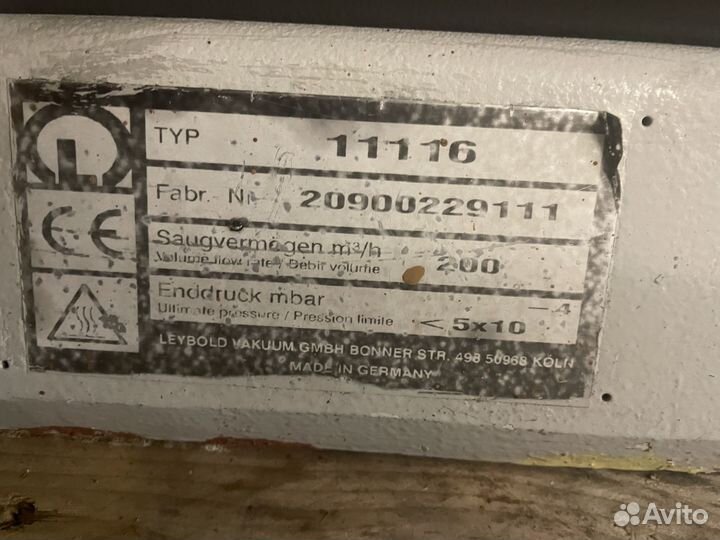 TYP 11116
Fabr. Nr 20900229111
Saugvermögen m³/h 200
Volume flow rate / Débit volume
Enddruck mbar
Ultimate pressure / Pression limite < 5x10 -4
LEYBOLD VAKUUM GMBH BONNER STR. 498 50968 KÖLN
MADE IN GERMANY
L
CE
Avito